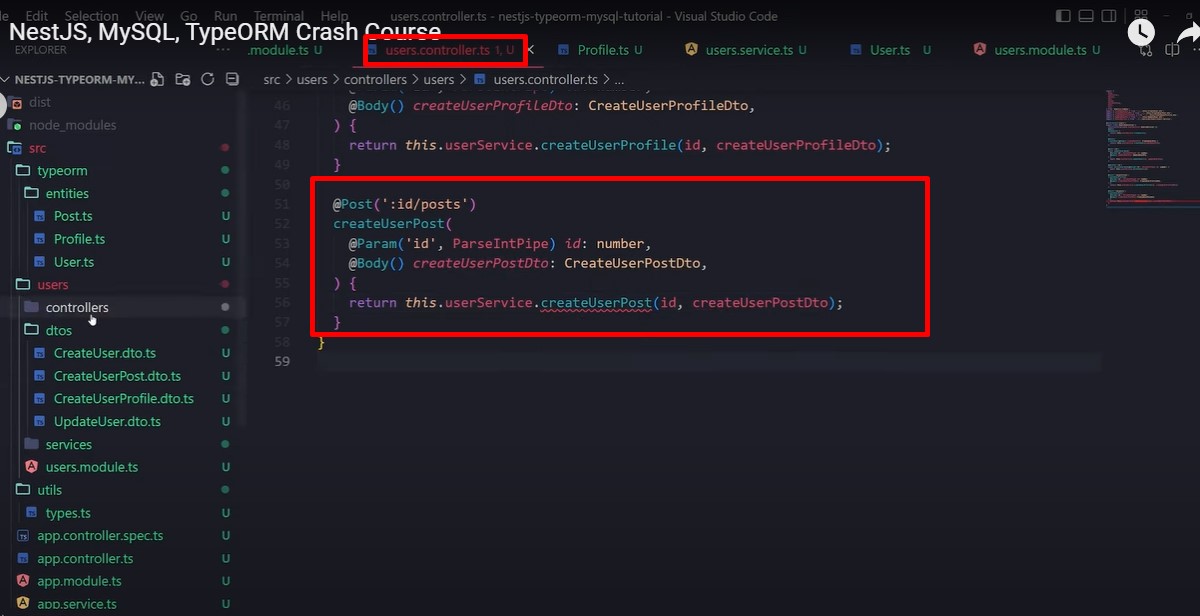 Edit Selection View Go Run Terminal Help users.controller.ts - nestjs-typeorm-mysql-tutorial - Visual Studio Code
NestJS, MySQL, TypeORM Crash Course
EXPLORER ... .module.ts U users.controller.ts 1, U Profile.ts U users.service.ts U User.ts U users.module.ts U
NESTJS-TYPEORM-MY... src > users > controllers > users > users.controller.ts > ...
dist
node_modules
src
typeorm
entities
Post.ts U
Profile.ts U
User.ts U
users
controllers
dtos
CreateUser.dto.ts U
CreateUserPost.dto.ts U
CreateUserProfile.dto.ts U
UpdateUser.dto.ts U
services
users.module.ts U
utils
types.ts U
app.controller.spec.ts U
app.controller.ts U
app.module.ts U
app.service.ts U
46 @Body() createUserProfileDto: CreateUserProfileDto,
47 ) {
48 return this.userService.createUserProfile(id, createUserProfileDto);
49 }
50
51 @Post(':id/posts')
52 createUserPost(
53 @Param('id', ParseIntPipe) id: number,
54 @Body() createUserPostDto: CreateUserPostDto,
55 ) {
56 return this.userService.createUserPost(id, createUserPostDto);
57 }
58 }
59